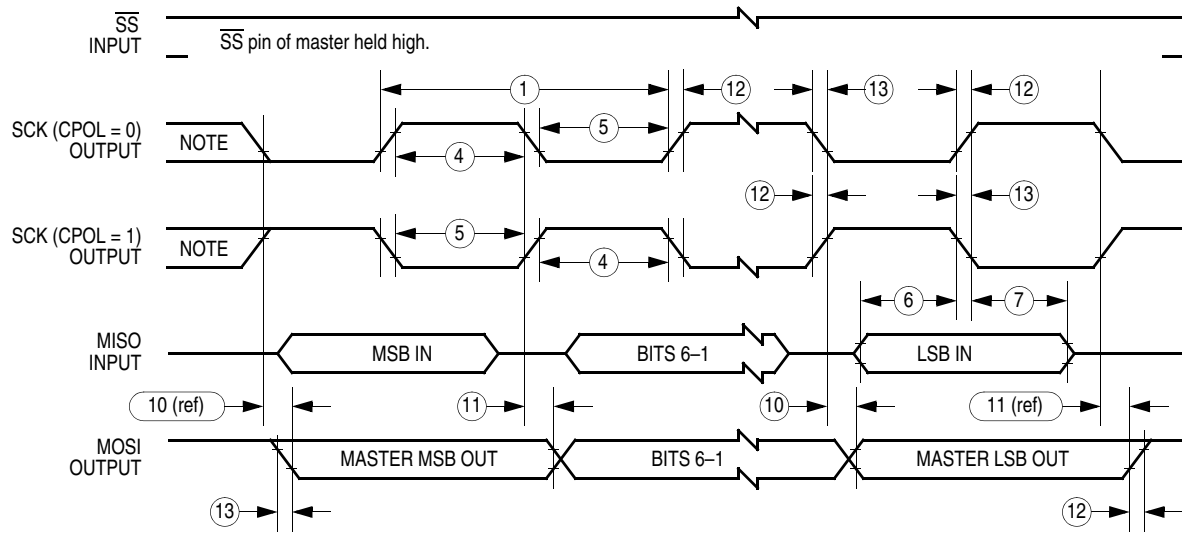 SS
INPUT
SS pin of master held high.
1
12
13
12
SCK (CPOL = 0)
OUTPUT
NOTE
5
4
12
13
SCK (CPOL = 1)
OUTPUT
NOTE
5
4
6
7
MISO
INPUT
MSB IN
BITS 6–1
LSB IN
10 (ref)
11
10
11 (ref)
MOSI
OUTPUT
MASTER MSB OUT
BITS 6–1
MASTER LSB OUT
13
12